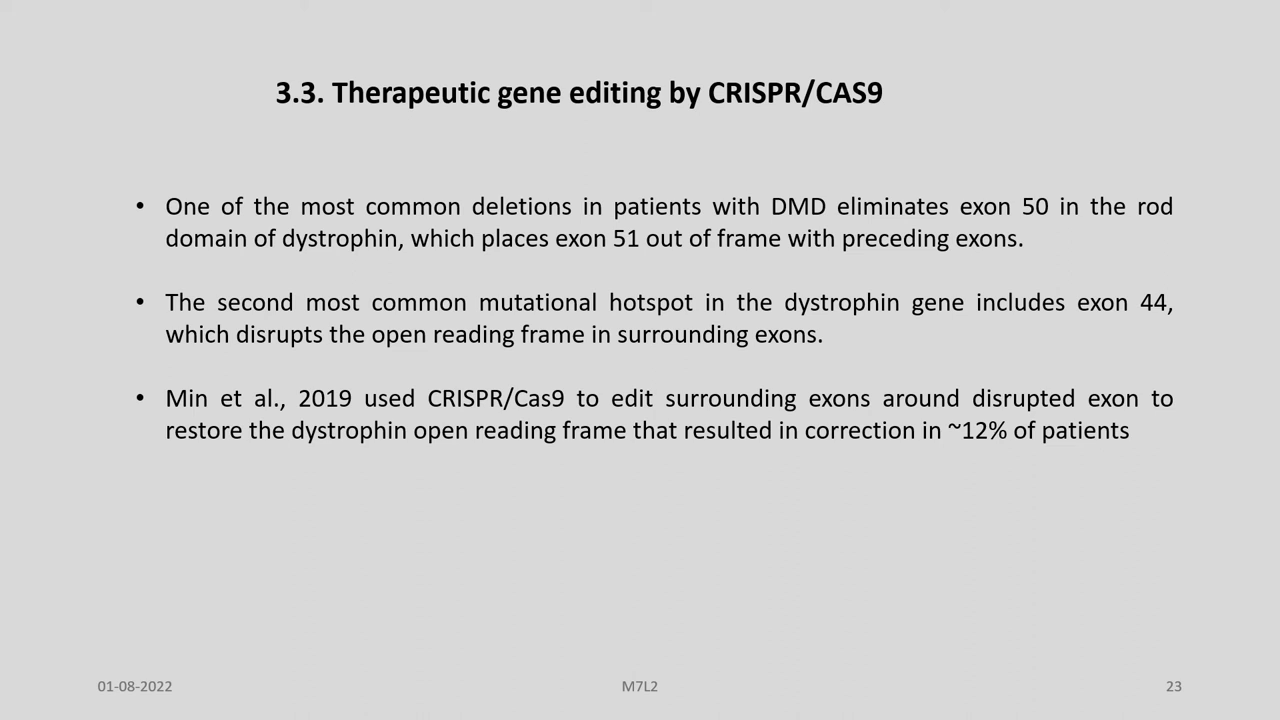 3.3. Therapeutic gene editing by CRISPR/CAS9
• One of the most common deletions in patients with DMD eliminates exon 50 in the rod
domain of dystrophin, which places exon 51 out of frame with preceding exons.
• The second most common mutational hotspot in the dystrophin gene includes exon 44,
which disrupts the open reading frame in surrounding exons.
• Min et al., 2019 used CRISPR/Cas9 to edit surrounding exons around disrupted exon to
restore the dystrophin open reading frame that resulted in correction in ~12% of patients
01-08-2022
M7L2
23